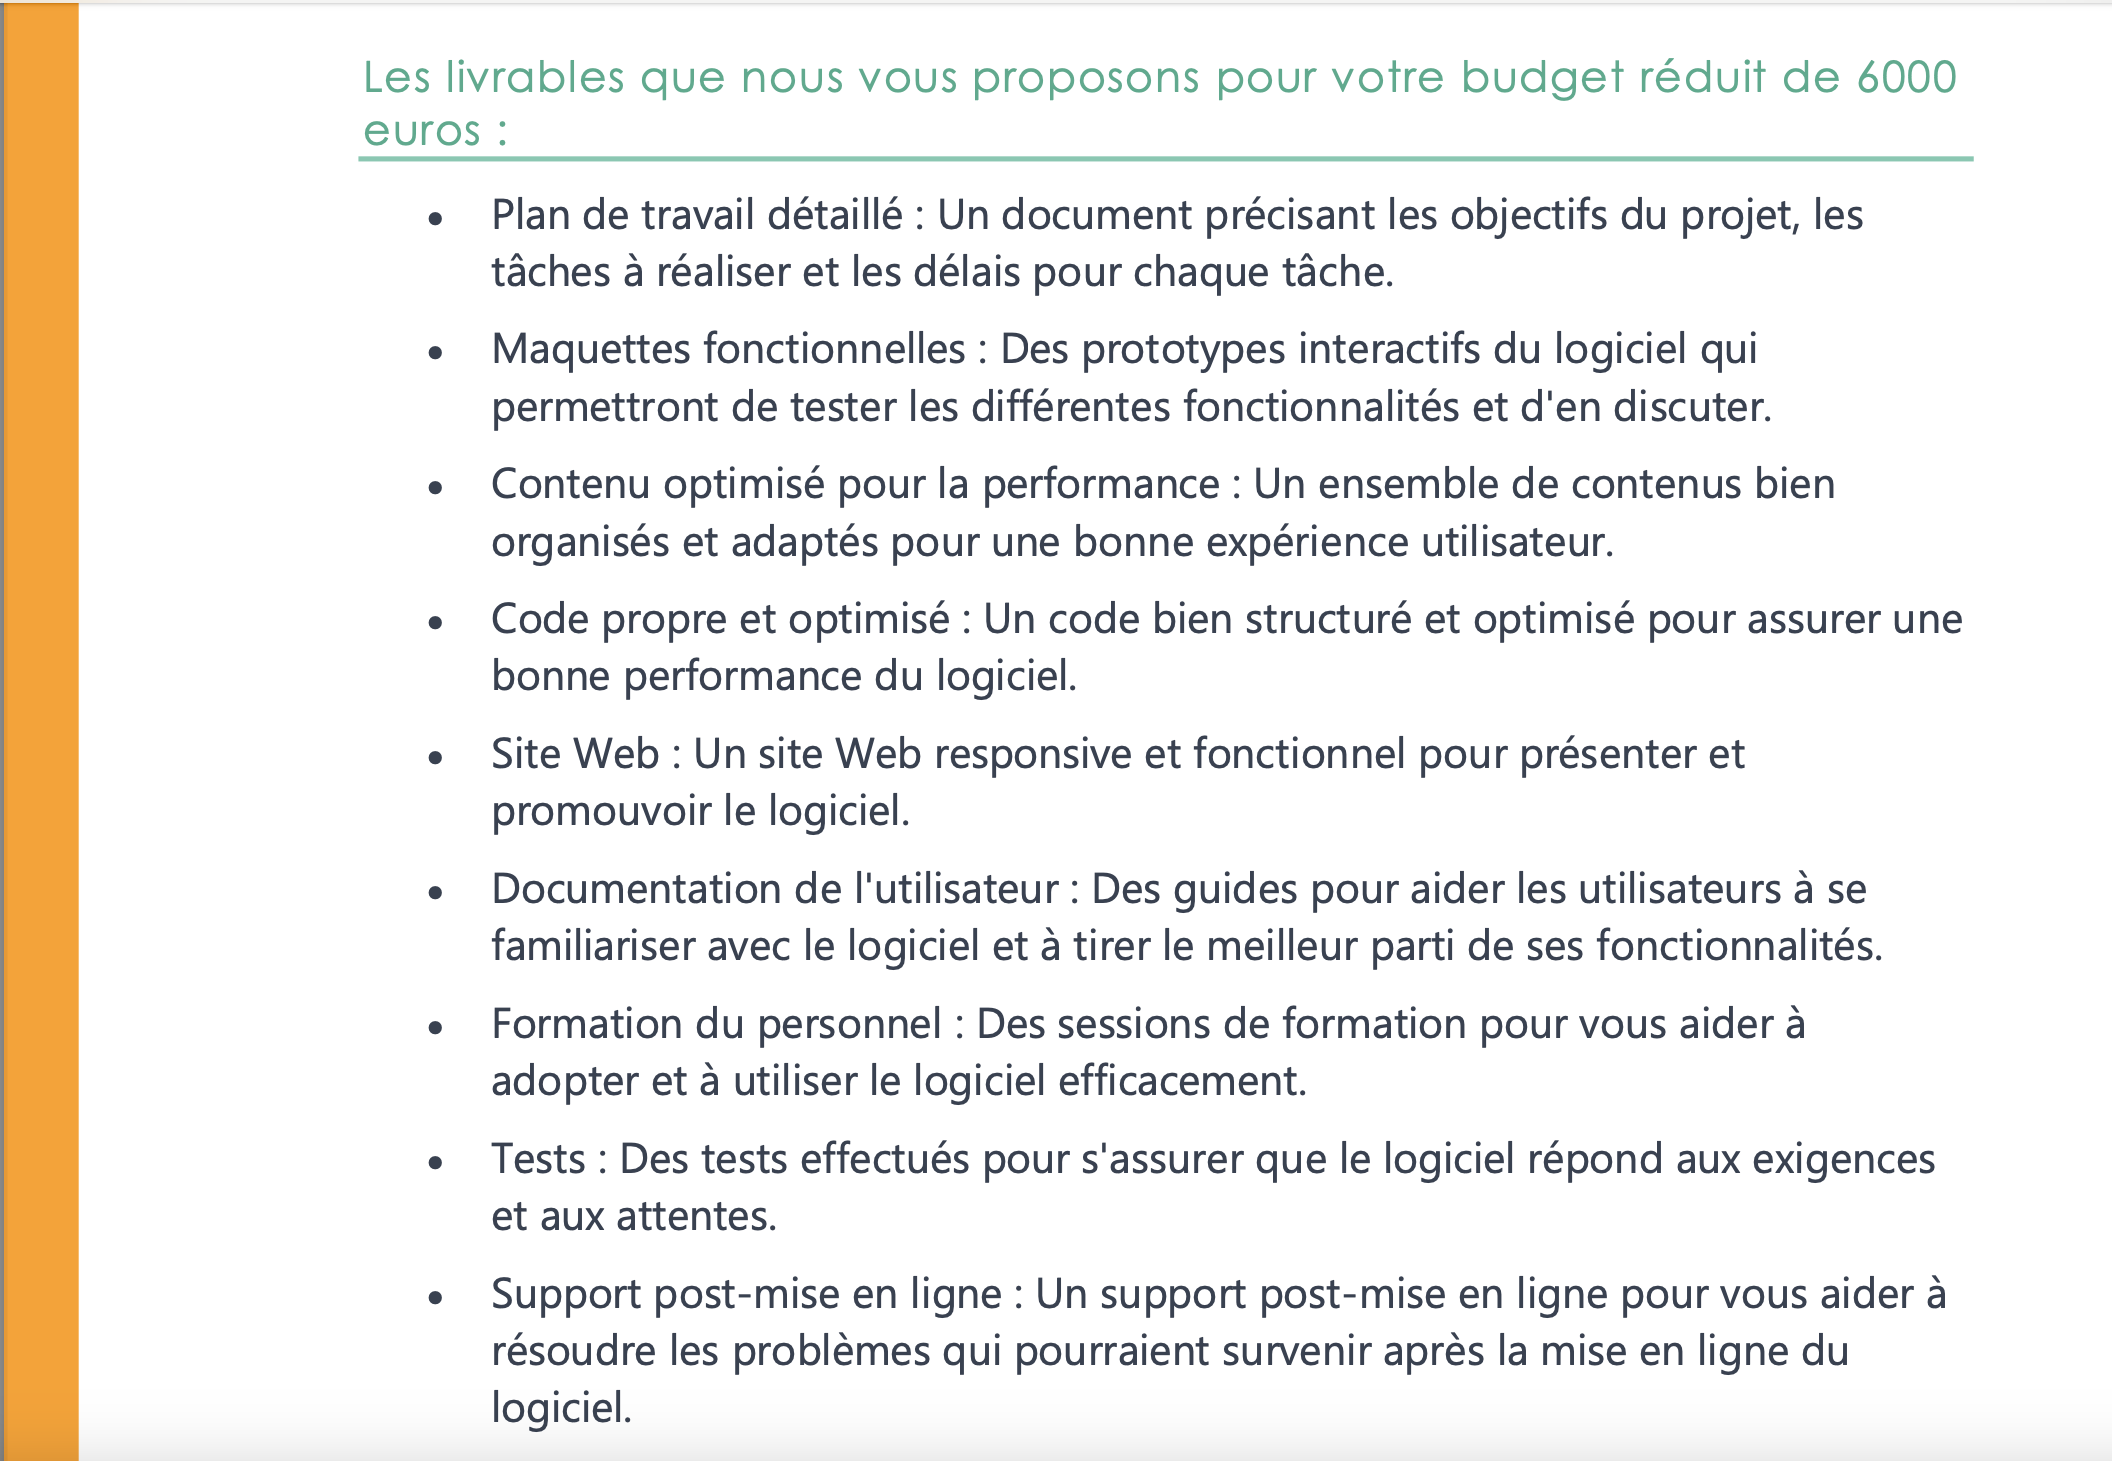 Les livrables que nous vous proposons pour votre budget réduit de 6000
euros :
• Plan de travail détaillé : Un document précisant les objectifs du projet, les
tâches à réaliser et les délais pour chaque tâche.
• Maquettes fonctionnelles : Des prototypes interactifs du logiciel qui
permettront de tester les différentes fonctionnalités et d'en discuter.
• Contenu optimisé pour la performance : Un ensemble de contenus bien
organisés et adaptés pour une bonne expérience utilisateur.
• Code propre et optimisé : Un code bien structuré et optimisé pour assurer une
bonne performance du logiciel.
• Site Web : Un site Web responsive et fonctionnel pour présenter et
promouvoir le logiciel.
• Documentation de l'utilisateur : Des guides pour aider les utilisateurs à se
familiariser avec le logiciel et à tirer le meilleur parti de ses fonctionnalités.
• Formation du personnel : Des sessions de formation pour vous aider à
adopter et à utiliser le logiciel efficacement.
• Tests : Des tests effectués pour s'assurer que le logiciel répond aux exigences
et aux attentes.
• Support post-mise en ligne : Un support post-mise en ligne pour vous aider à
résoudre les problèmes qui pourraient survenir après la mise en ligne du
logiciel.